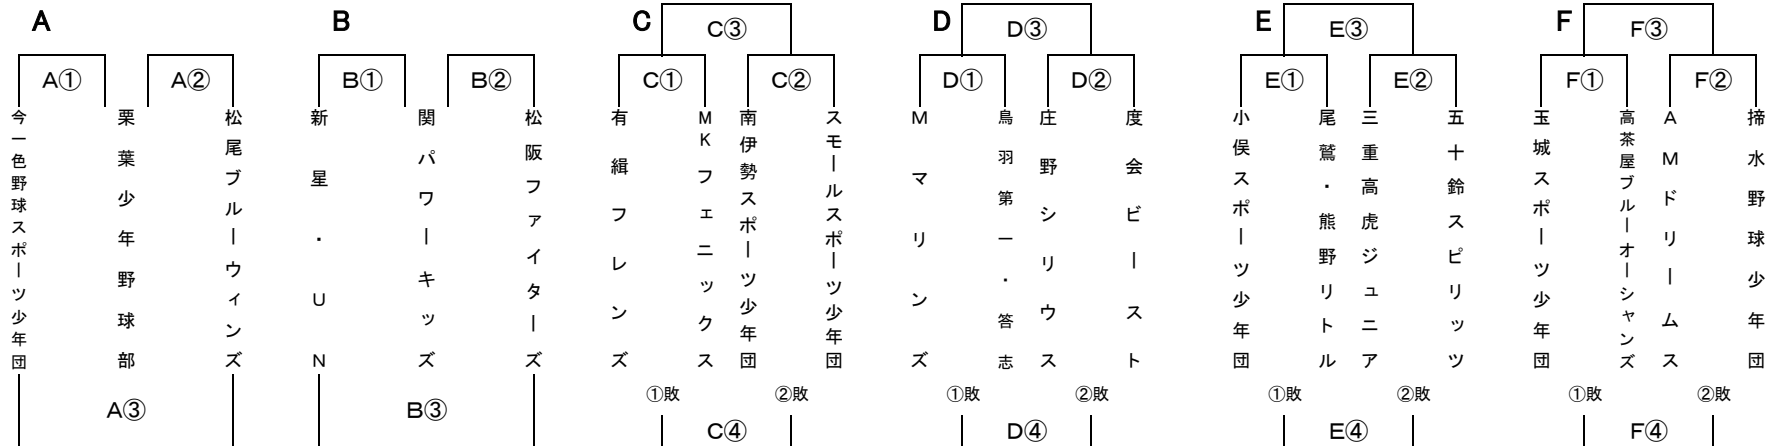 A
B
C
D
E
F
C③
D③
E③
F③
A①
A②
B①
B②
C①
C②
D①
D②
E①
E②
F①
F②
今一色野球スポーツ少年団
栗葉少年野球部
松尾ブルーウィンズ
新星・UN
関パワーキッズ
松阪ファイターズ
有緝フレンズ
MKフェニックス
南伊勢スポーツ少年団
スモールスポーツ少年団
Mマリンズ
鳥羽第一・答志
庄野シリウス
度会ビースト
小俣スポーツ少年団
尾鷲・熊野リトル
三重高虎ジュニア
五十鈴スピリッツ
玉城スポーツ少年団
高茶屋ブルーオーシャンズ
AMドリームス
揥水野球少年団
①敗
②敗
①敗
②敗
①敗
②敗
①敗
②敗
A③
B③
C④
D④
E④
F④